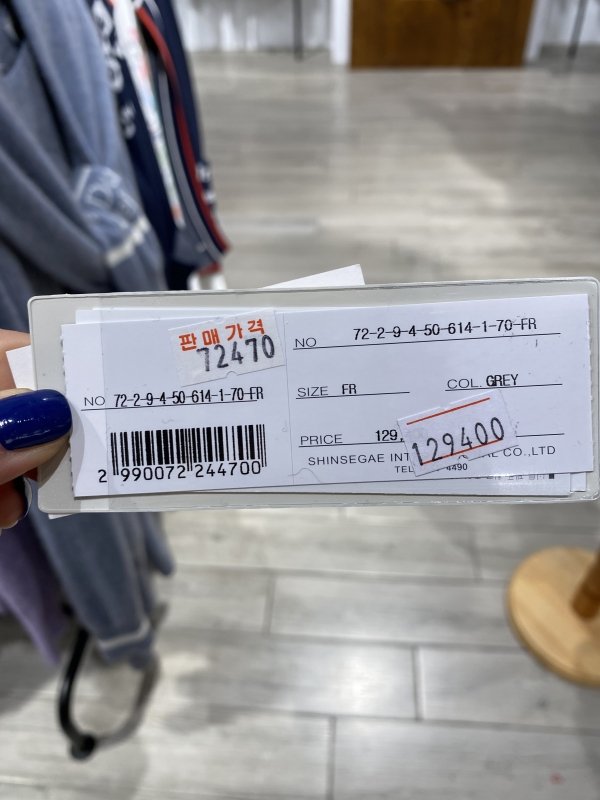 판매가격
72470
NO 72-2-9-4-50-614-1-70-FR
2 990072 244700
NO 72-2-9-4-50-614-1-70-FR
SIZE FR COL. GREY
PRICE 129,
129400
SHINSEGAE INT CO.,LTD
TEL 4490